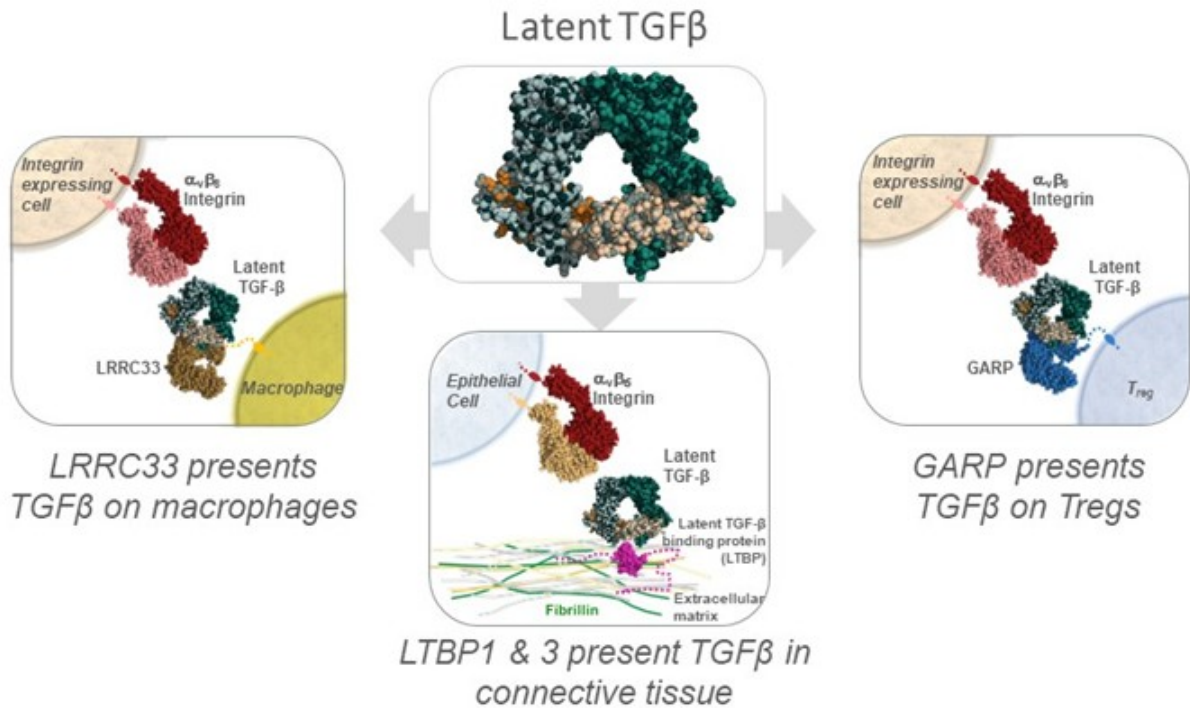 Latent TGFβ
Integrin
expressing
cell
αvβ6
Integrin
Latent
TGF-β
LRRC33
Macrophage
LRRC33 presents
TGFβ on macrophages
Epithelial
Cell
αvβ6
Integrin
Latent
TGF-β
Latent TGF-β
binding protein
(LTBP)
Extracellular
matrix
Fibrillin
LTBP1 & 3 present TGFβ in
connective tissue
Integrin
expressing
cell
αvβ6
Integrin
Latent
TGF-β
GARP
Treg
GARP presents
TGFβ on Tregs